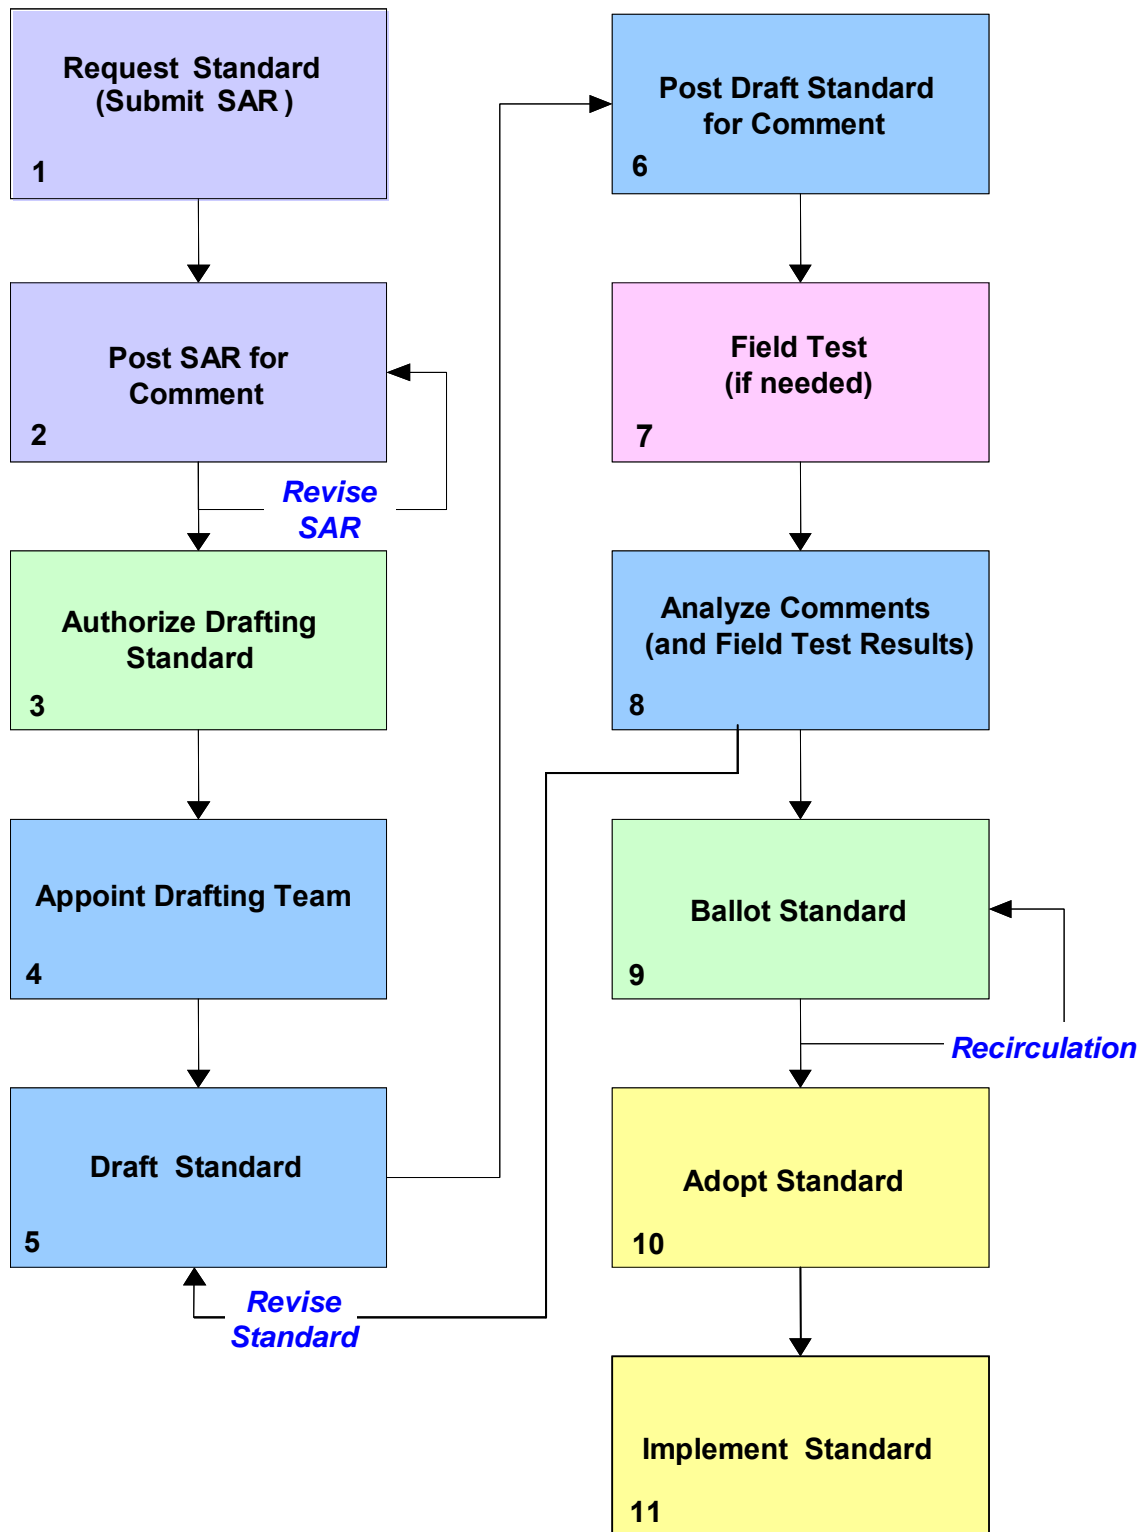 Request Standard
(Submit SAR)
1
Post SAR for
Comment
2
Revise
SAR
Authorize Drafting
Standard
3
Appoint Drafting Team
4
Draft Standard
5
Revise
Standard
Post Draft Standard
for Comment
6
Field Test
(if needed)
7
Analyze Comments
(and Field Test Results)
8
Ballot Standard
9
Recirculation
Adopt Standard
10
Implement Standard
11